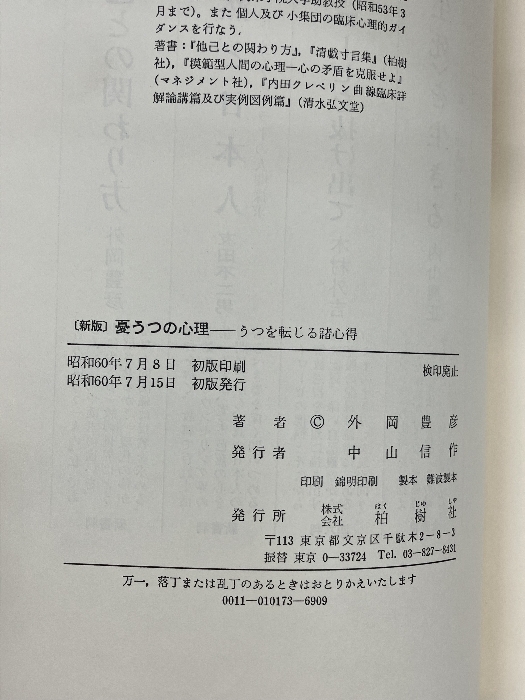 月まで)。また 個人及び 小集団の臨床心理的ガイ
ダンスを行なう.
著書:『他己との関わり方』,『清戯寸言集』(柏樹
社),『模範型人間の心理―心の矛盾を克服せよ』
(マネジメント社),『内田クレペリン曲線臨床詳
解論講篇及び実例図例篇』(清水弘文堂)
〔新版〕憂うつの心理――うつを転じる諸心得
昭和60年7月8日 初版印刷
昭和60年7月15日 初版発行
検印廃止
著者 © 外岡豊彦
発行者 中山信作
印刷 錦明印刷 製本 難波製本
発行所 株式会社 柏樹社
はく じゅ しゃ
〒113 東京都文京区千駄木2-8-3
振替 東京 0-33724 Tel. 03-827-8431
万一,落丁または乱丁のあるときはおとりかえいたします
0011―010173―6909